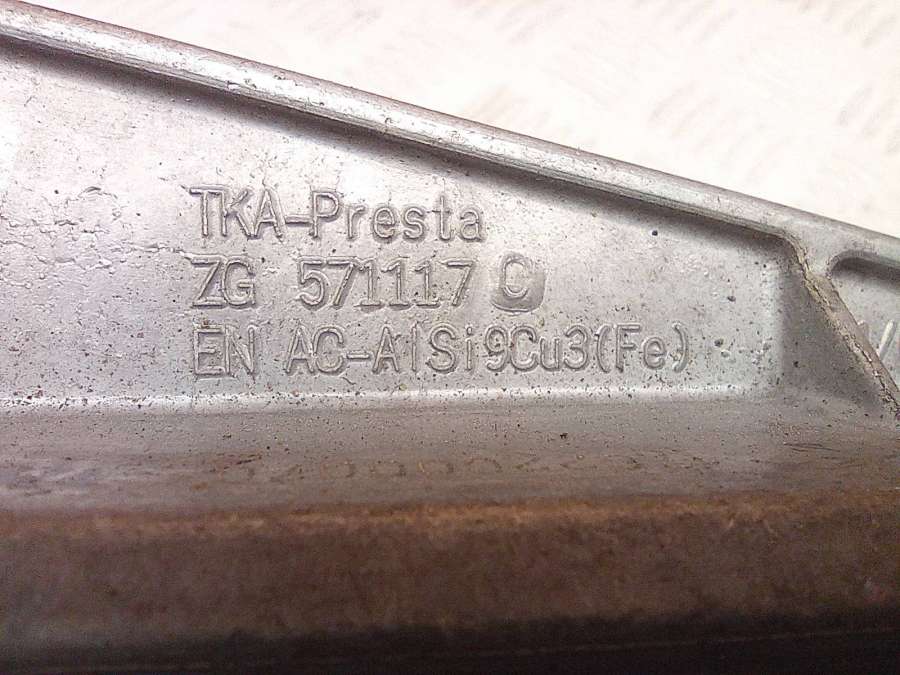 TKA-Presta
ZG 571117 C
EN AC-AlSi9Cu3(Fe)